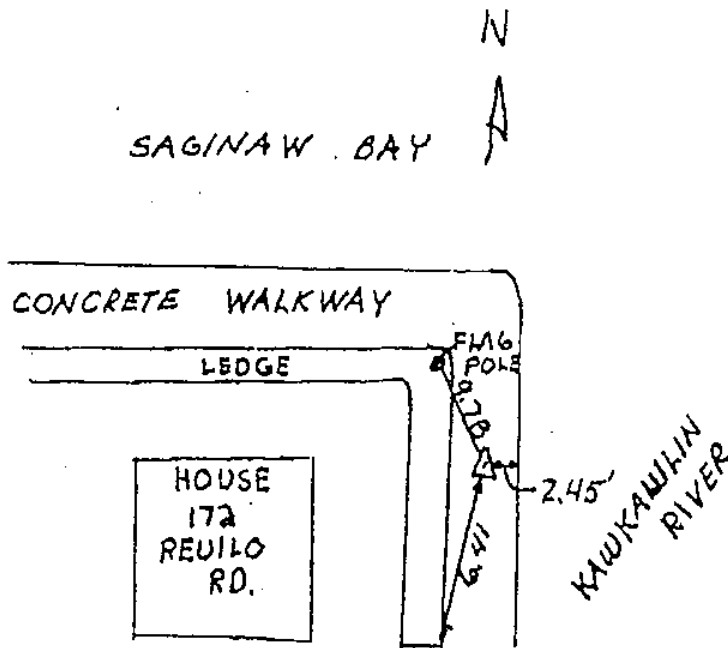 N
SAGINAW BAY
CONCRETE WALKWAY
FLAG
POLE
LEDGE
9.78
2.45'
HOUSE
172
REUILO
RD.
6.41
KAWKAWLIN
RIVER